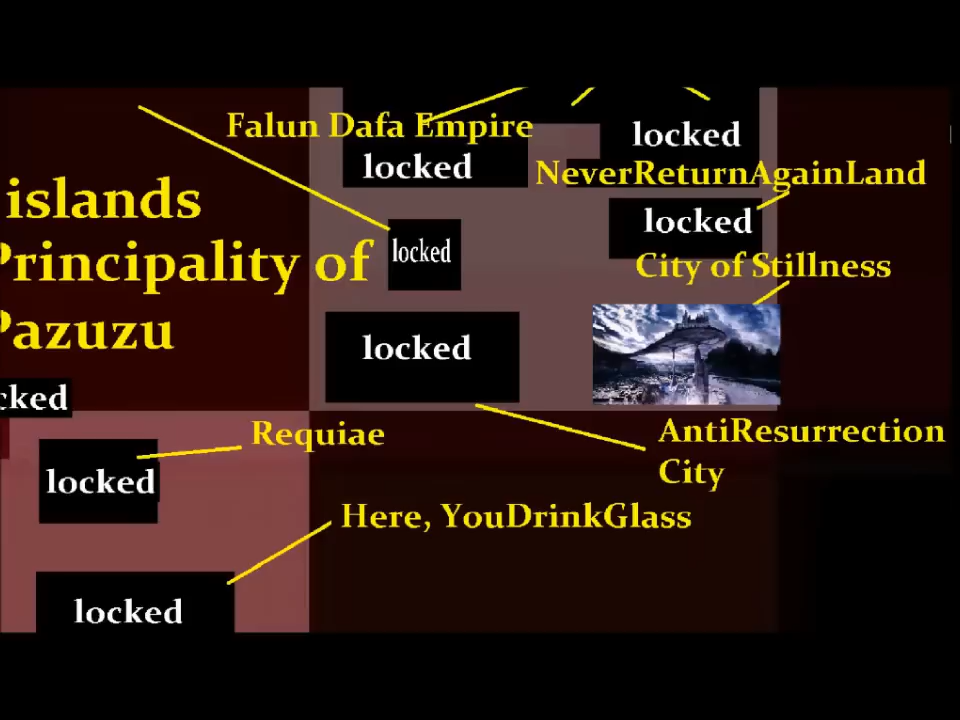 Falun Dafa Empire
locked
locked
NeverReturnAgainLand
locked
islands
Principality of
Pazuzu
locked
City of Stillness
locked
cked
Requiae
AntiResurrection
City
locked
Here, YouDrinkGlass
locked